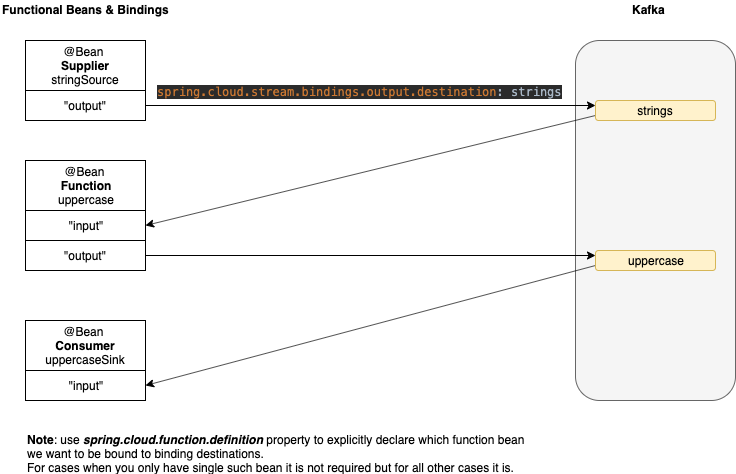 Functional Beans & Bindings
Kafka
@Bean
Supplier
stringSource
"output"
spring.cloud.stream.bindings.output.destination: strings
strings
@Bean
Function
uppercase
"input"
"output"
uppercase
@Bean
Consumer
uppercaseSink
"input"
Note: use spring.cloud.function.definition property to explicitly declare which function bean
we want to be bound to binding destinations.
For cases when you only have single such bean it is not required but for all other cases it is.